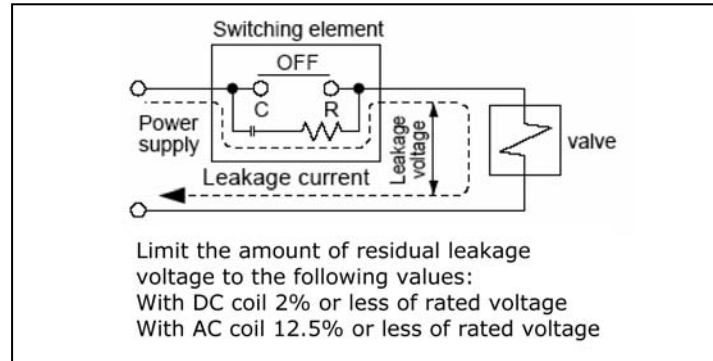 Switching element
OFF
C R
Power
supply
Leakage
voltage
valve
Leakage current
Limit the amount of residual leakage
voltage to the following values:
With DC coil 2% or less of rated voltage
With AC coil 12.5% or less of rated voltage